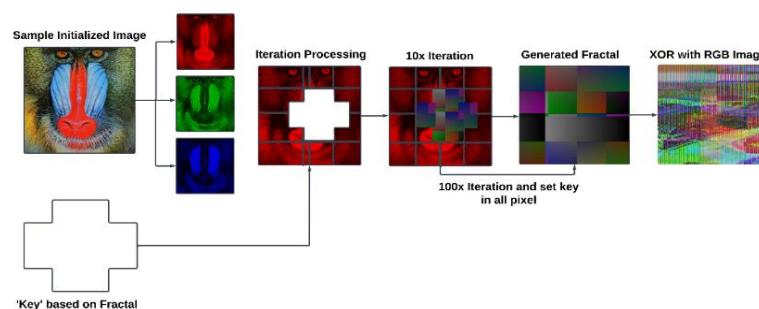 Sample Initialized Image
Iteration Processing
10x Iteration
Generated Fractal
XOR with RGB Imag
100x Iteration and set key
in all pixel
'Key' based on Fractal